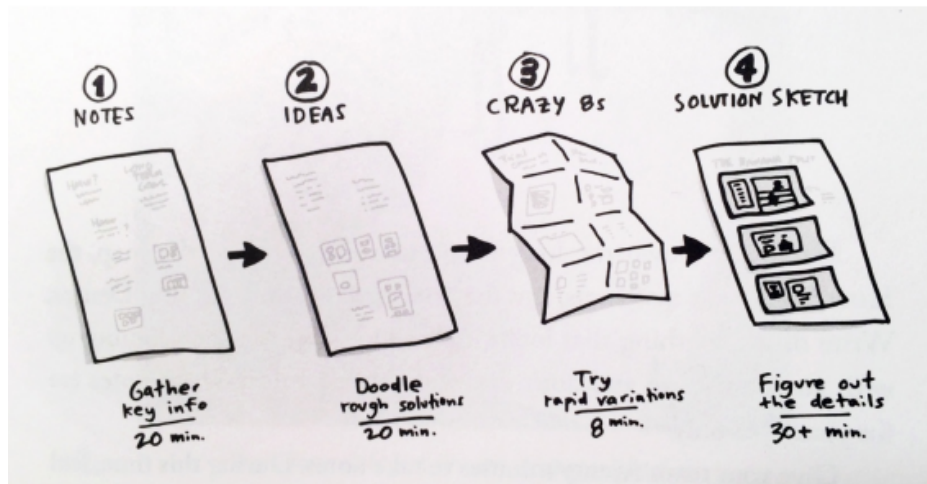 1
NOTES
Gather
key info
20 min.
2
IDEAS
Doodle
rough solutions
20 min.
3
CRAZY 8s
Try
rapid variations
8 min.
4
SOLUTION SKETCH
Figure out
the details
30+ min.